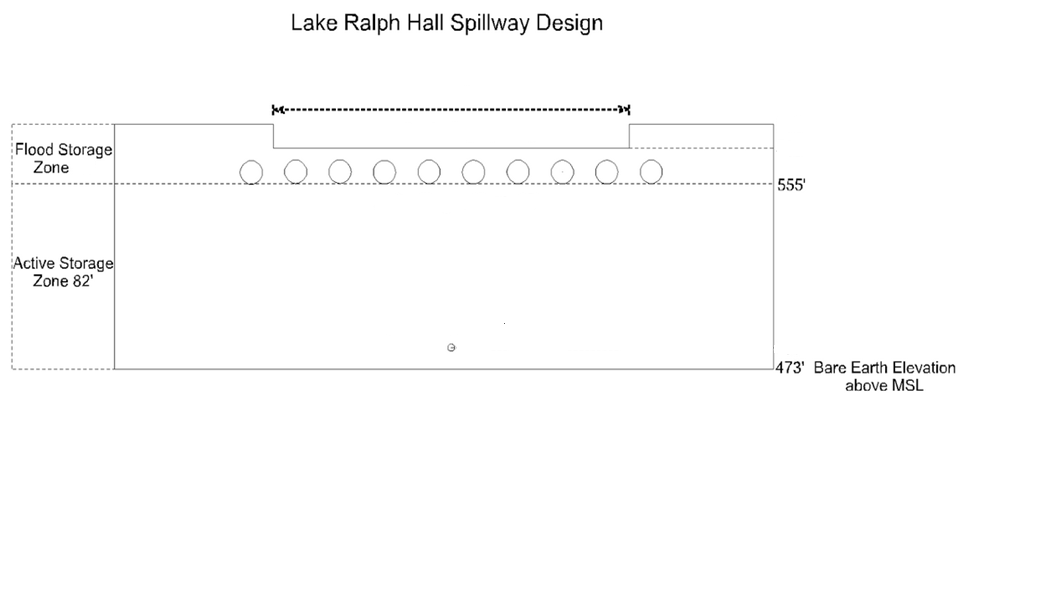 Lake Ralph Hall Spillway Design
Flood Storage
Zone
555'
Active Storage
Zone 82'
473' Bare Earth Elevation
above MSL